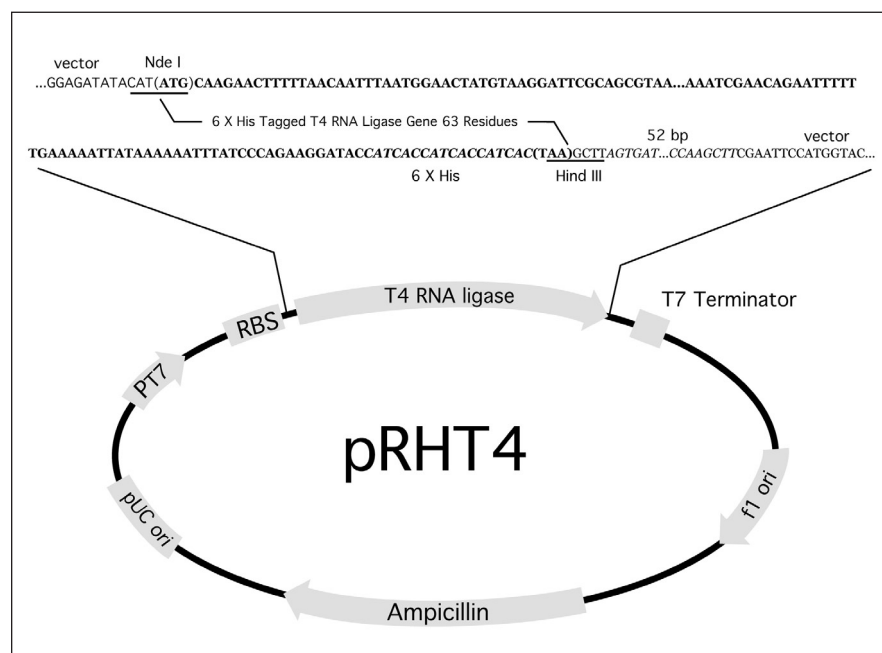 vector Nde I
...GGAGATATACAT(ATG)CAAGAACTTTTTAACAATTTAATGGAACTATGTAAGGATTCGCAGCGTAA...AAATCGAACAGAATTTTT
6 X His Tagged T4 RNA Ligase Gene 63 Residues
52 bp vector
TGAAAAATTATAAAAAATTTATCCCAGAAGGATACCATCACCATCACCATCAC(TAA)GCTTAGTGAT...CCAAGCTTCGAATTCCATGGTAC...
6 X His Hind III
T4 RNA ligase
T7 Terminator
RBS
PT7
pRHT4
f1 ori
pUC ori
Ampicillin